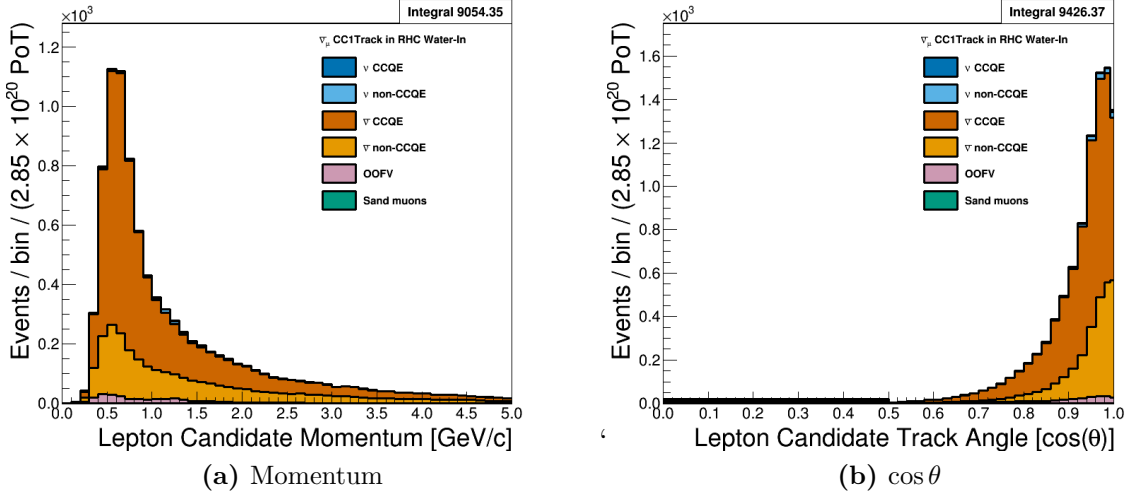 ×10³
Integral 9054.35
ν̄μ CC1Track in RHC Water-In
ν CCQE
ν non-CCQE
ν̄ CCQE
ν̄ non-CCQE
OOFV
Sand muons
Events / bin / (2.85 × 10²⁰ PoT)
1.2
1.0
0.8
0.6
0.4
0.2
0.0
0.0 0.5 1.0 1.5 2.0 2.5 3.0 3.5 4.0 4.5 5.0
Lepton Candidate Momentum [GeV/c]
(a) Momentum
×10³
Integral 9426.37
ν̄μ CC1Track in RHC Water-In
ν CCQE
ν non-CCQE
ν̄ CCQE
ν̄ non-CCQE
OOFV
Sand muons
Events / bin / (2.85 × 10²⁰ PoT)
1.6
1.4
1.2
1.0
0.8
0.6
0.4
0.2
0.0
0.0 0.1 0.2 0.3 0.4 0.5 0.6 0.7 0.8 0.9 1.0
‘ Lepton Candidate Track Angle [cos(θ)]
(b) cos θ